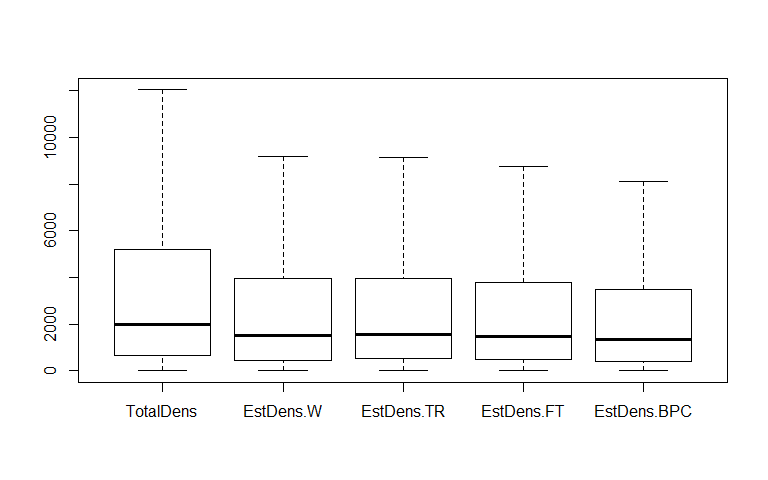 10000
6000
2000
0
TotalDens
EstDens.W
EstDens.TR
EstDens.FT
EstDens.BPC